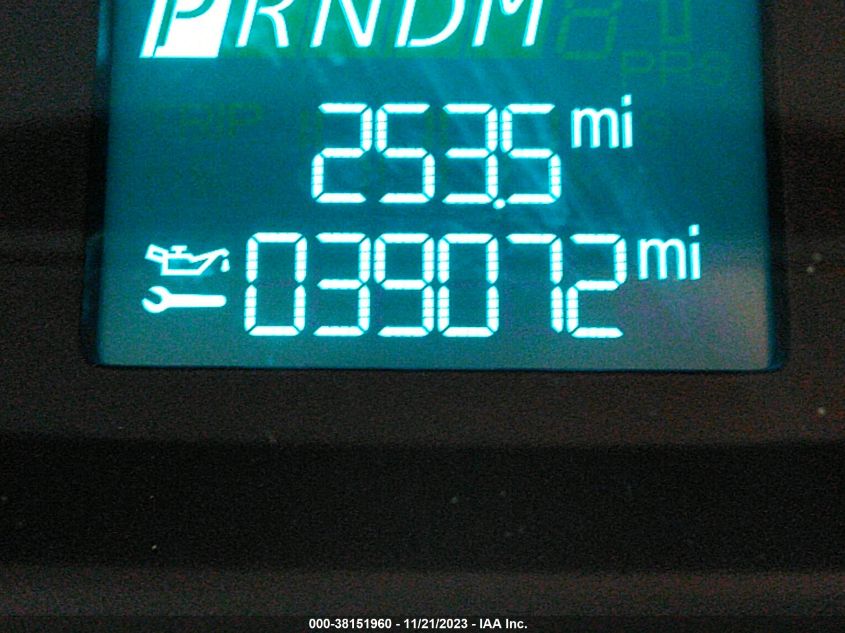 PRNDM
253.5 mi
039072 mi
000-38151960 - 11/21/2023 - IAA Inc.